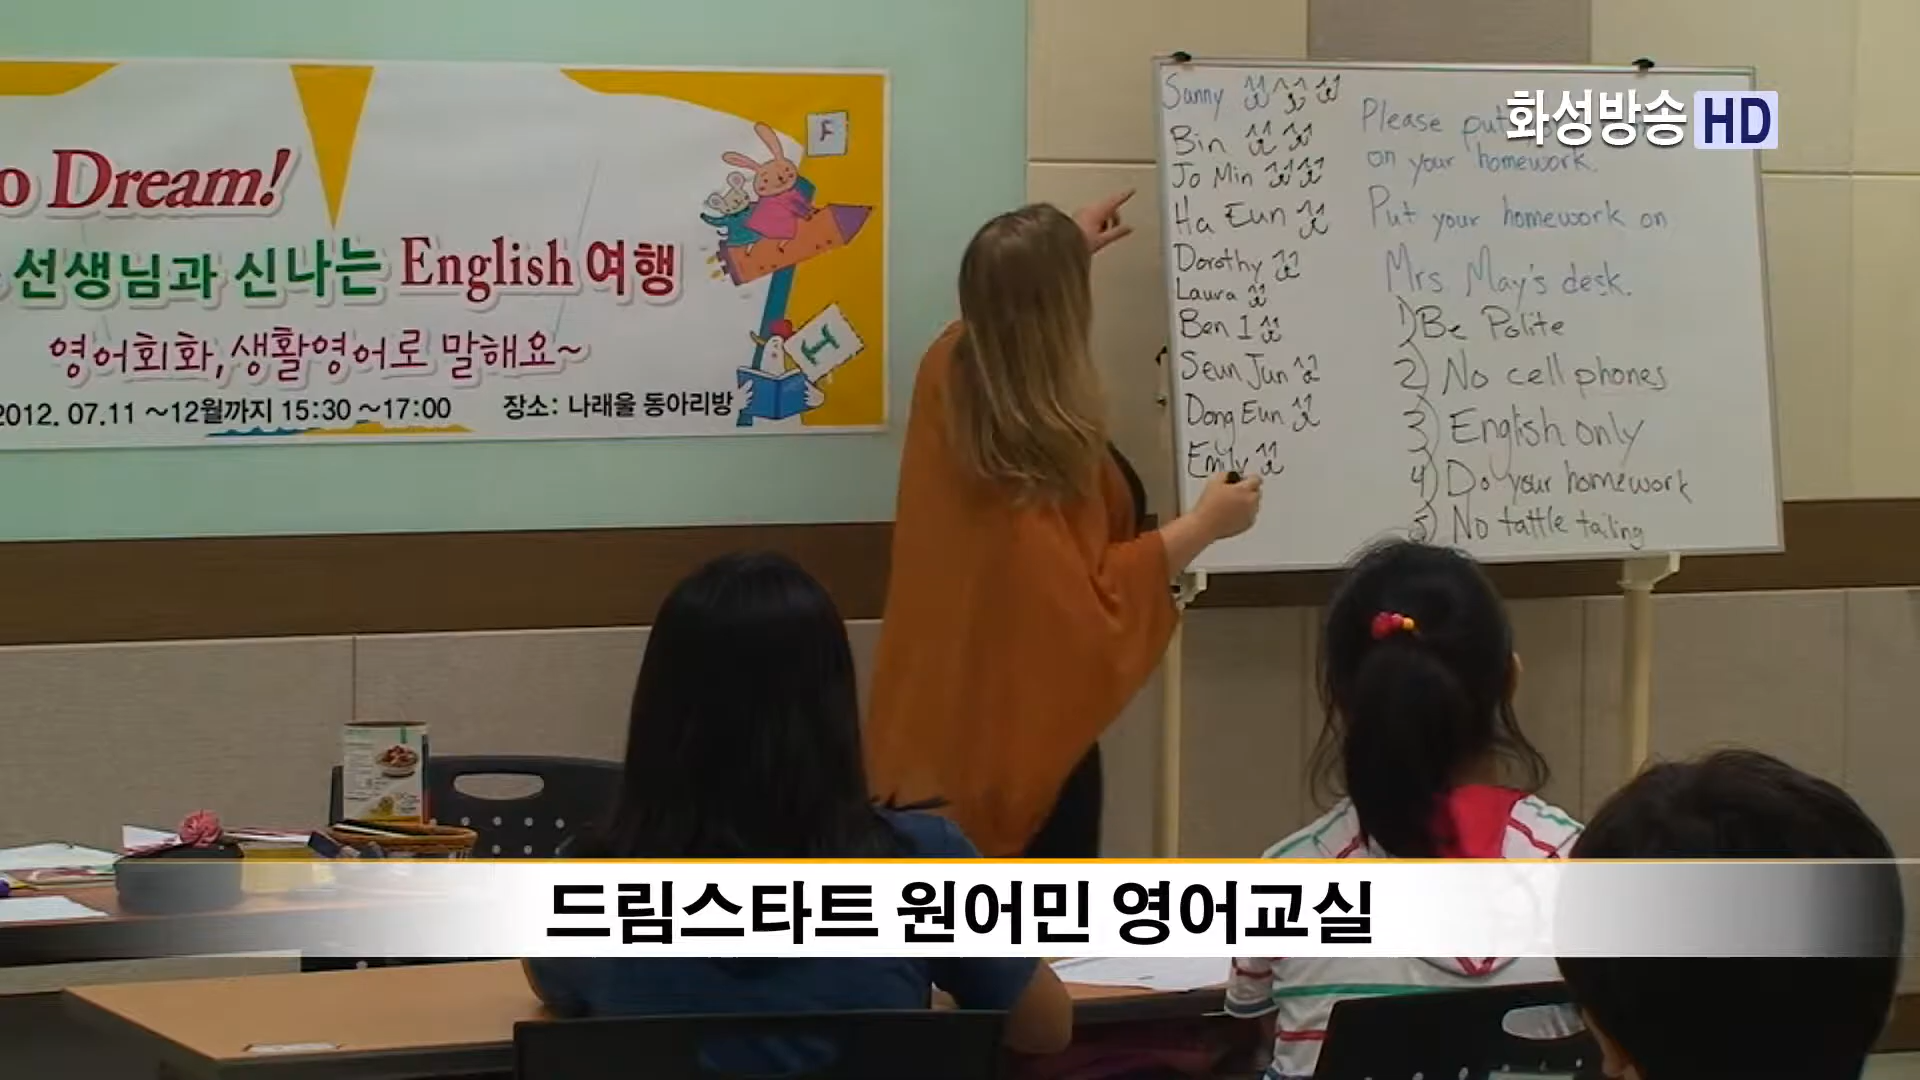 o Dream!
선생님과 신나는 English 여행
영어회화, 생활영어로 말해요~
2012. 07.11 ~12월까지 15:30 ~17:00 장소: 나래울 동아리방
F
I
Sunny
Bin
Jo Min
Ha Eun
Dorothy
Laura
Ben I
Seun Jun
Dong Eun
Emily
Please put
on your homework.
Put your homework on
Mrs. May's desk.
1) Be Polite
2) No cell phones
3) English only
4) Do your homework
5) No tattle tailing
화성방송 HD
드림스타트 원어민 영어교실